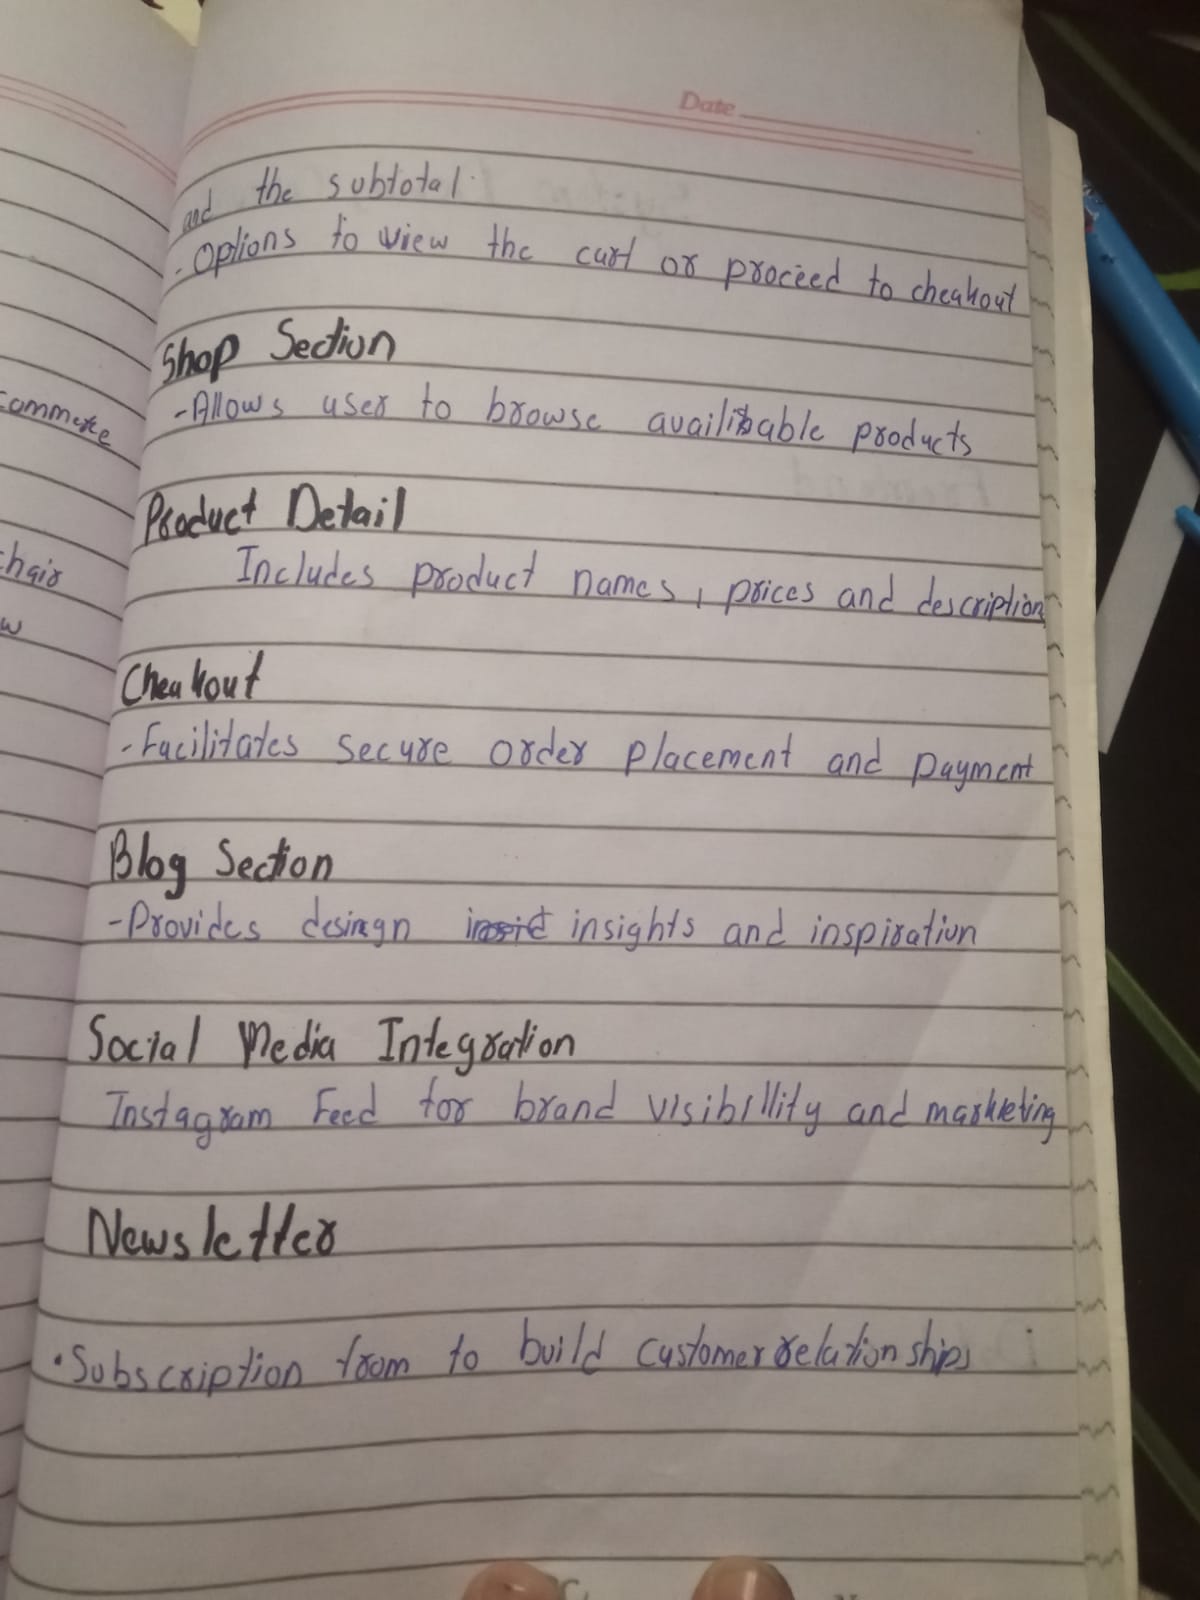 Date
and the subtotal.
- Options to view the cart or proceed to cheakout
Shop Section
- Allows user to browse availibable products
Product Detail
Includes product names, prices and description
Cheakout
- Facilitates secure order placement and payment
Blog Section
- Provides desingn insights and inspiration
Social Media Integration
Instagram Feed for brand visibillity and marketing
Newsletter
• Subscription from to build customer relationships
commerce
chair
w